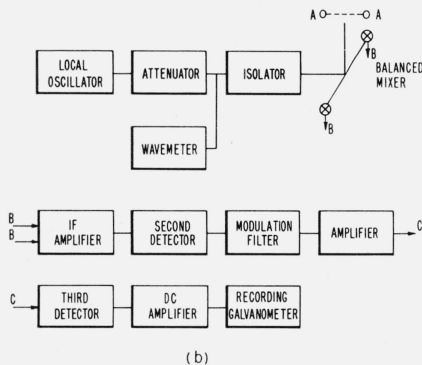 A A
LOCAL OSCILLATOR
ATTENUATOR
ISOLATOR
B
BALANCED MIXER
B
WAVEMETER
B
B
IF AMPLIFIER
SECOND DETECTOR
MODULATION FILTER
AMPLIFIER
C
C
THIRD DETECTOR
DC AMPLIFIER
RECORDING GALVANOMETER
(b)